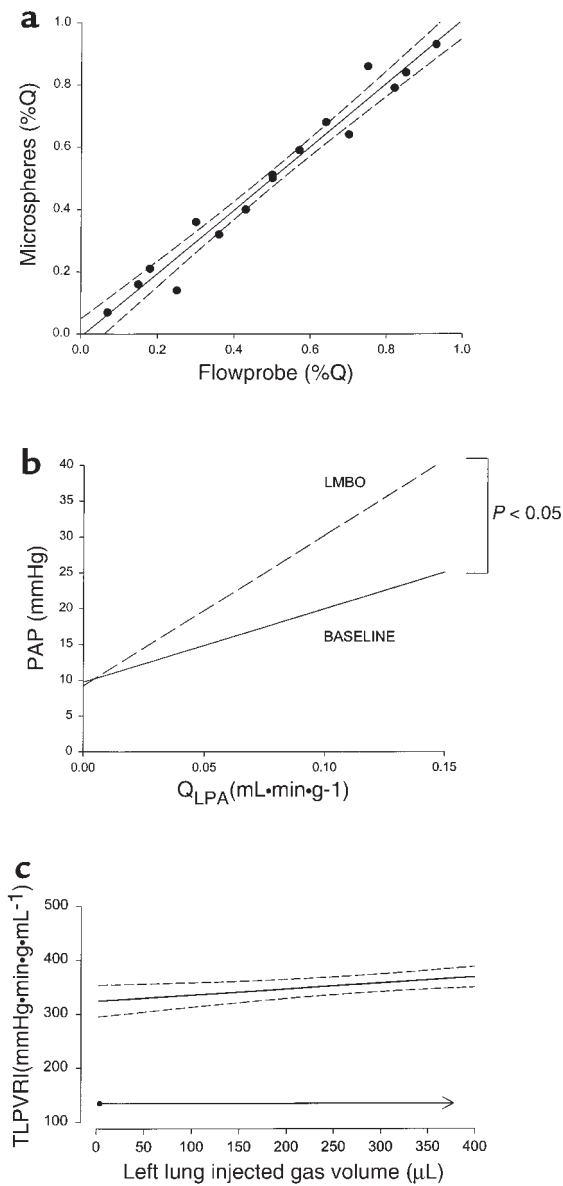 a
1.0
0.8
0.6
0.4
0.2
0.0
Microspheres (%Q)
0.0 0.2 0.4 0.6 0.8 1.0
Flowprobe (%Q)
b
40
35
30
25
20
15
10
5
0
PAP (mmHg)
LMBO
BASELINE
P < 0.05
0.00 0.05 0.10 0.15
QLPA(mL•min•g-1)
c
500
400
300
200
100
TLPVRI(mmHg•min•g•mL-1)
0 50 100 150 200 250 300 350 400
Left lung injected gas volume (µL)